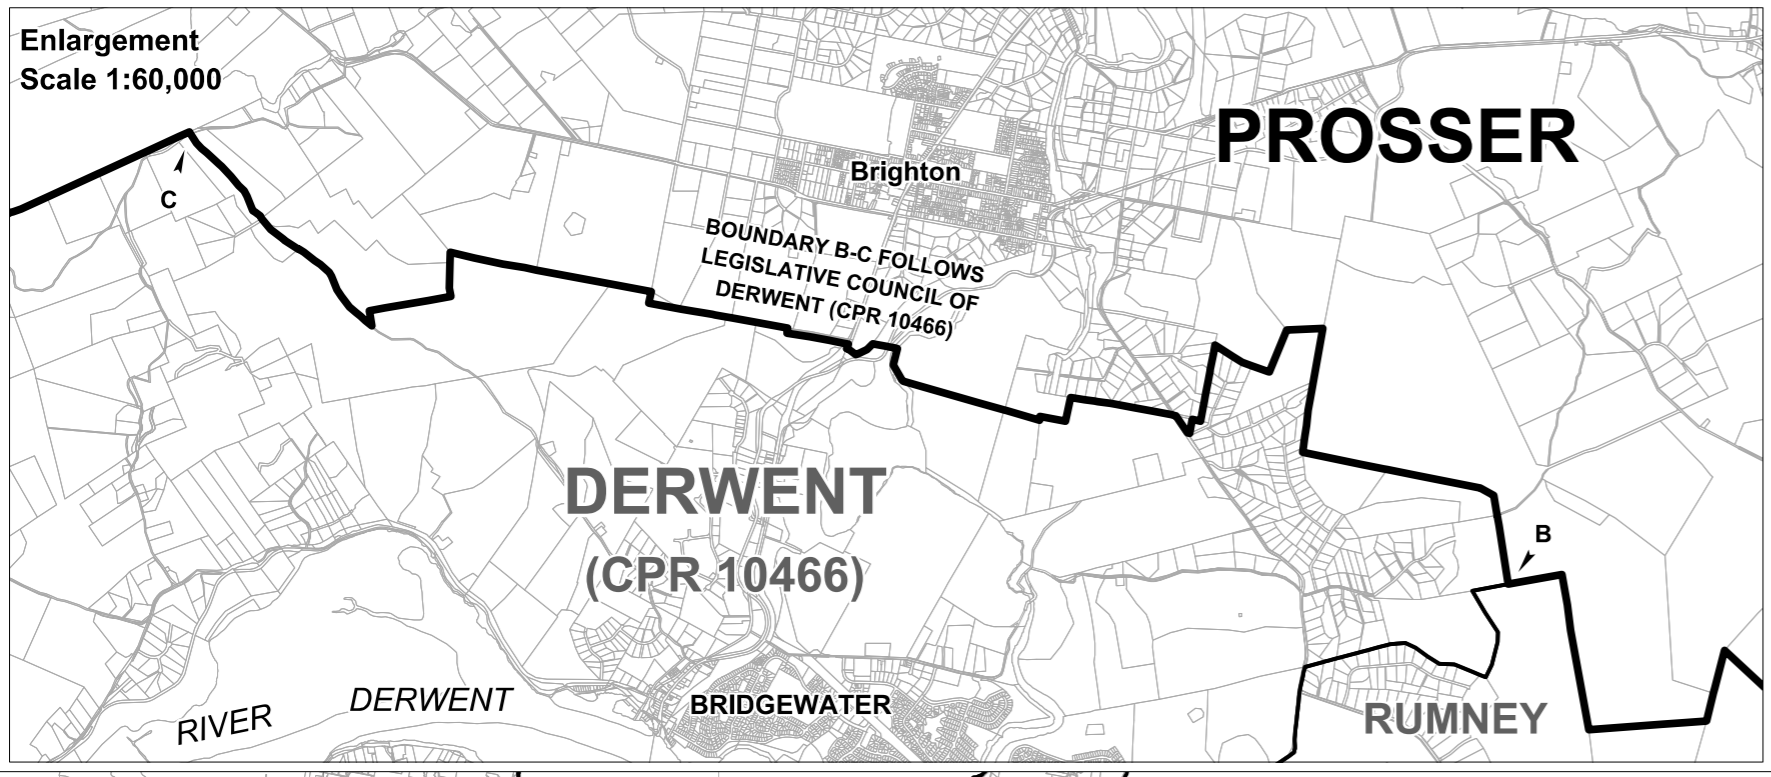 Enlargement
Scale 1:60,000
PROSSER
Brighton
C
BOUNDARY B-C FOLLOWS
LEGISLATIVE COUNCIL OF
DERWENT (CPR 10466)
DERWENT
(CPR 10466)
B
RIVER DERWENT
BRIDGEWATER
RUMNEY